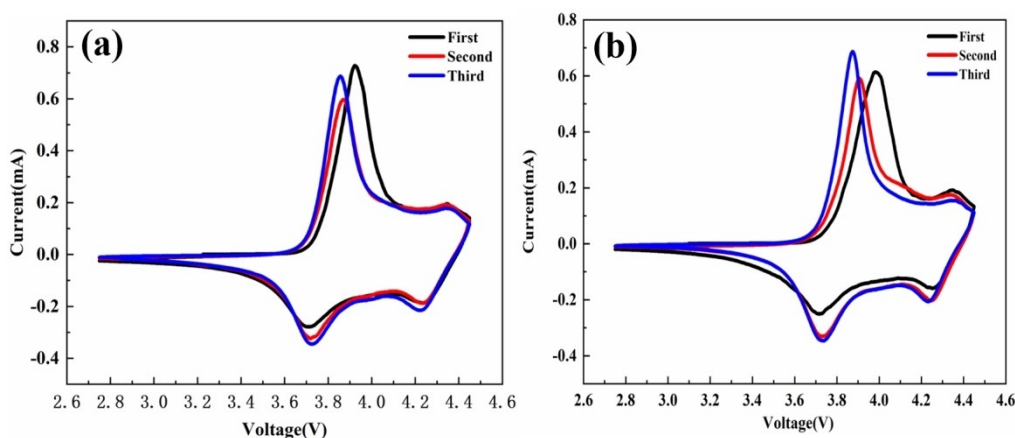 (a)
First
Second
Third
Current(mA)
0.8
0.6
0.4
0.2
0.0
-0.2
-0.4
2.6 2.8 3.0 3.2 3.4 3.6 3.8 4.0 4.2 4.4 4.6
Voltage(V)
(b)
First
Second
Third
Current(mA)
0.8
0.6
0.4
0.2
0.0
-0.2
-0.4
2.6 2.8 3.0 3.2 3.4 3.6 3.8 4.0 4.2 4.4 4.6
Voltage(V)